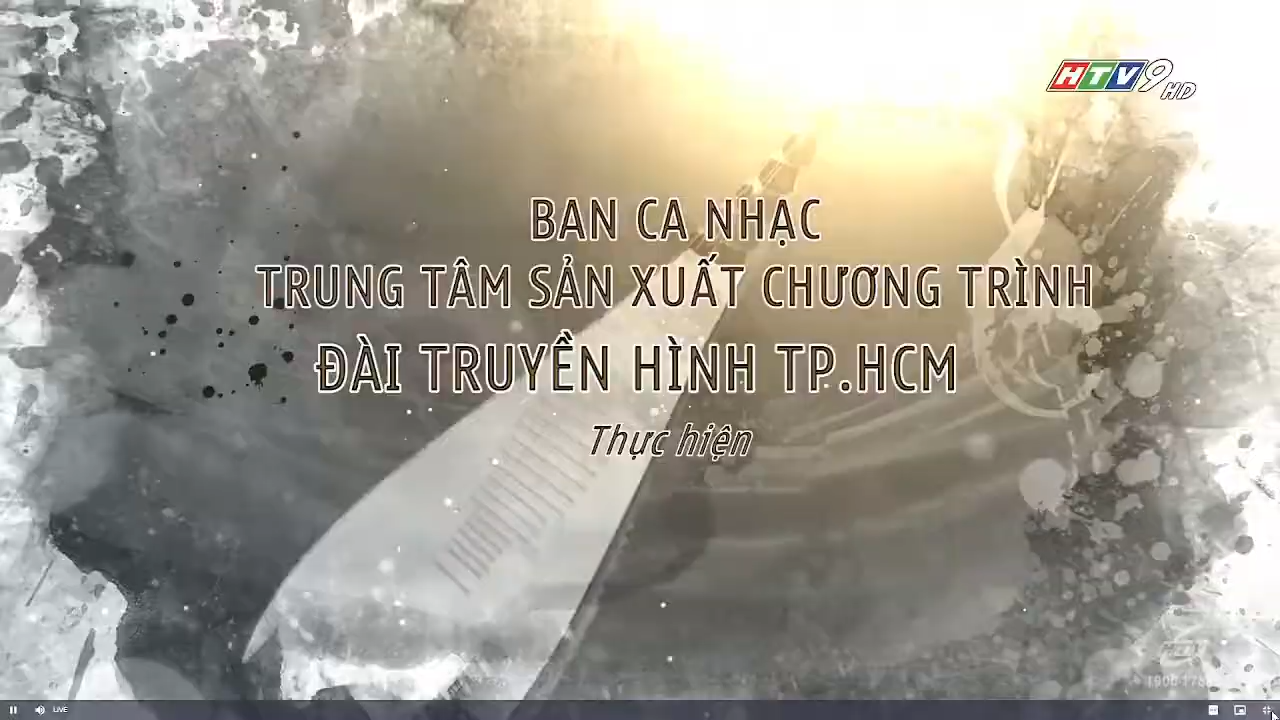 HTV9 HD
BAN CA NHẠC
TRUNG TÂM SẢN XUẤT CHƯƠNG TRÌNH
ĐÀI TRUYỀN HÌNH TP.HCM
Thực hiện
HTV
LIVE